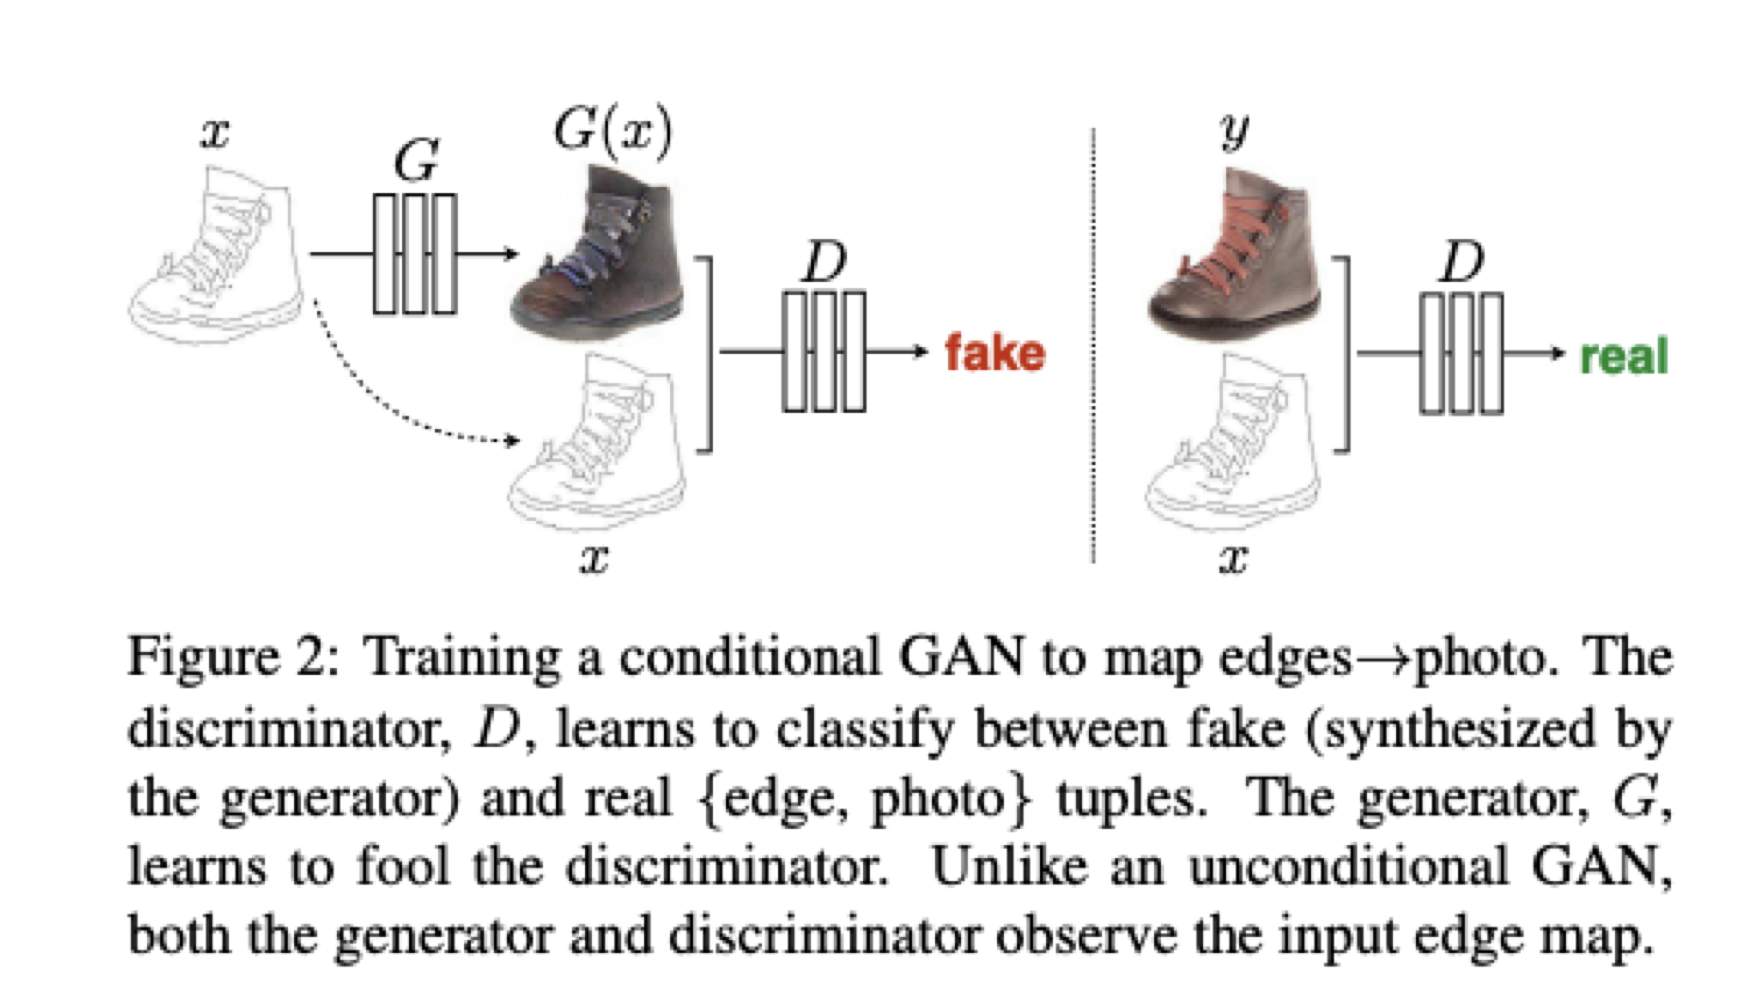 x
G
G(x)
D
fake
x
y
D
real
x
Figure 2: Training a conditional GAN to map edges→photo. The
discriminator, D, learns to classify between fake (synthesized by
the generator) and real {edge, photo} tuples. The generator, G,
learns to fool the discriminator. Unlike an unconditional GAN,
both the generator and discriminator observe the input edge map.